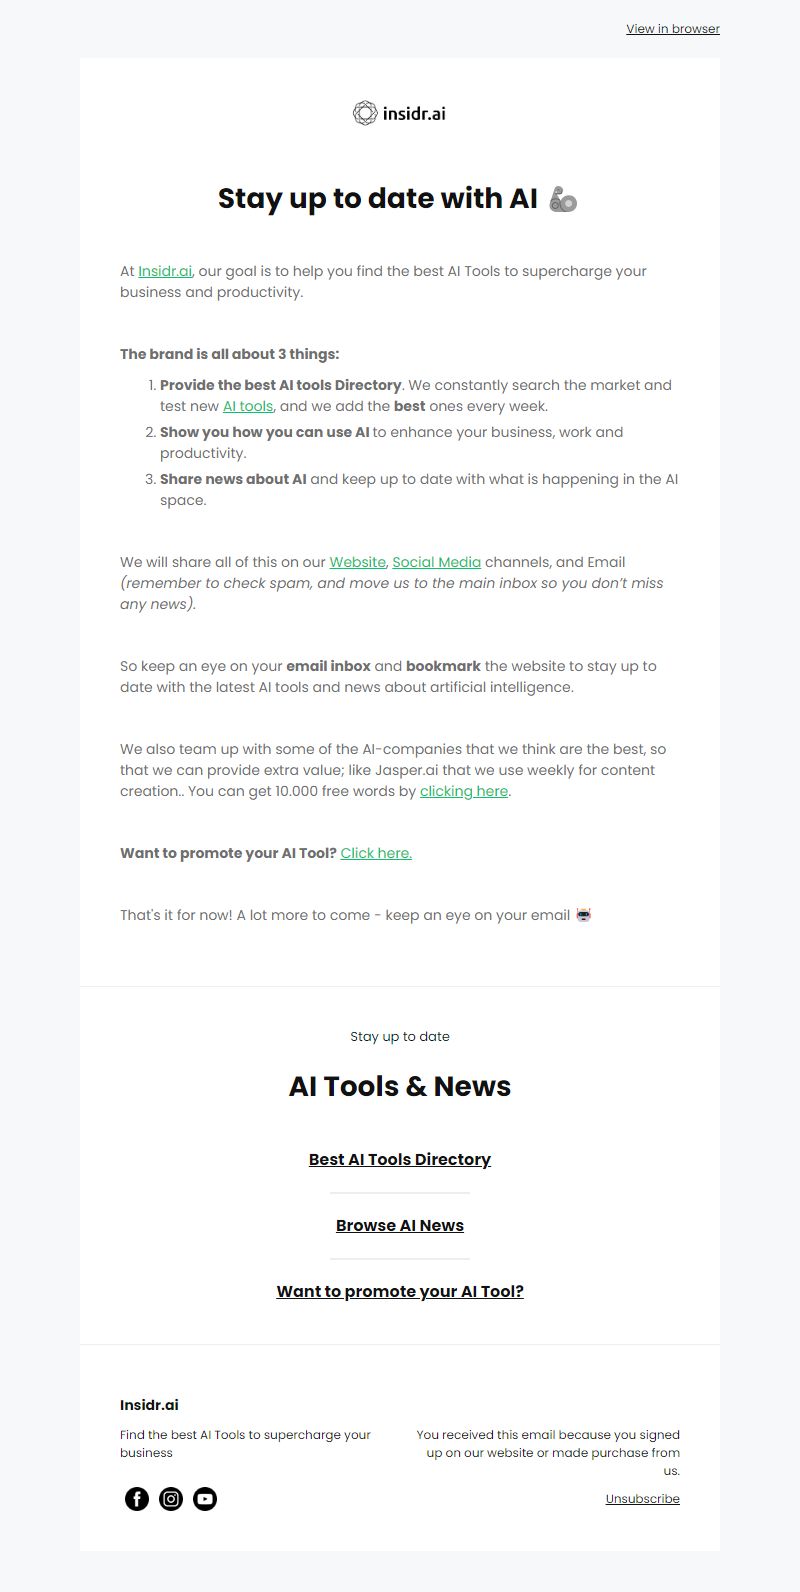 View in browser
insidr.ai
Stay up to date with AI 🦾
At Insidr.ai, our goal is to help you find the best AI Tools to supercharge your
business and productivity.
The brand is all about 3 things:
1. Provide the best AI tools Directory. We constantly search the market and
test new AI tools, and we add the best ones every week.
2. Show you how you can use AI to enhance your business, work and
productivity.
3. Share news about AI and keep up to date with what is happening in the AI
space.
We will share all of this on our Website, Social Media channels, and Email
(remember to check spam, and move us to the main inbox so you don’t miss
any news).
So keep an eye on your email inbox and bookmark the website to stay up to
date with the latest AI tools and news about artificial intelligence.
We also team up with some of the AI-companies that we think are the best, so
that we can provide extra value; like Jasper.ai that we use weekly for content
creation.. You can get 10.000 free words by clicking here.
Want to promote your AI Tool? Click here.
That's it for now! A lot more to come - keep an eye on your email 🤖
Stay up to date
AI Tools & News
Best AI Tools Directory
Browse AI News
Want to promote your AI Tool?
Insidr.ai
Find the best AI Tools to supercharge your
business
You received this email because you signed
up on our website or made purchase from
us.
Unsubscribe